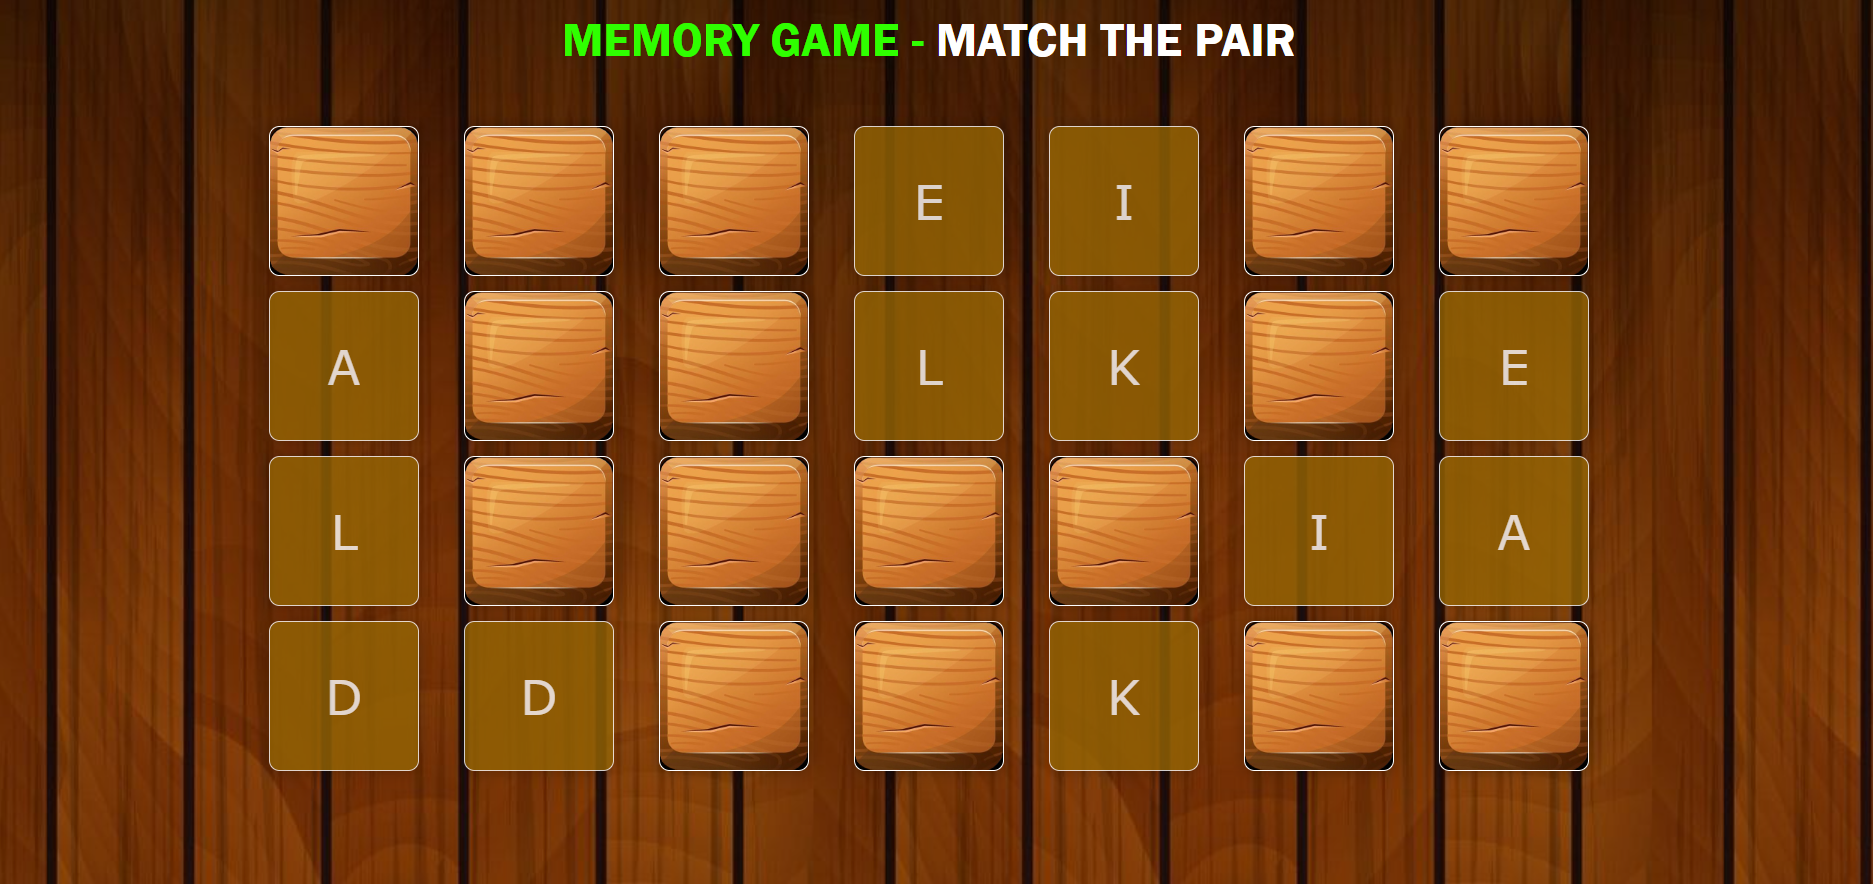 MEMORY GAME - MATCH THE PAIR
E I
A L K E
L I A
D D K